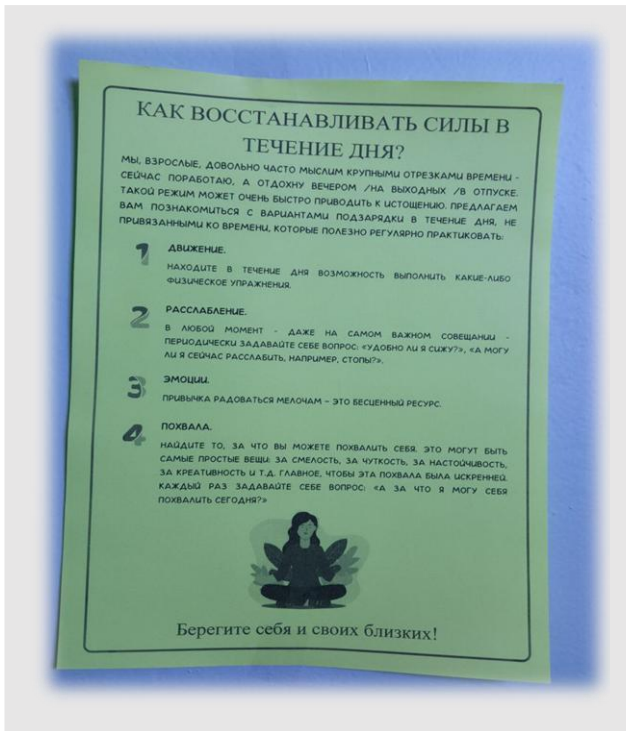 КАК ВОССТАНАВЛИВАТЬ СИЛЫ В
ТЕЧЕНИЕ ДНЯ?
МЫ, ВЗРОСЛЫЕ, ДОВОЛЬНО ЧАСТО МЫСЛИМ КРУПНЫМИ ОТРЕЗКАМИ ВРЕМЕНИ -
СЕЙЧАС ПОРАБОТАЮ, А ОТДОХНУ ВЕЧЕРОМ /НА ВЫХОДНЫХ /В ОТПУСКЕ.
ТАКОЙ РЕЖИМ МОЖЕТ ОЧЕНЬ БЫСТРО ПРИВОДИТЬ К ИСТОЩЕНИЮ. ПРЕДЛАГАЕМ
ВАМ ПОЗНАКОМИТЬСЯ С ВАРИАНТАМИ ПОДЗАРЯДКИ В ТЕЧЕНИЕ ДНЯ, НЕ
ПРИВЯЗАННЫМИ КО ВРЕМЕНИ, КОТОРЫЕ ПОЛЕЗНО РЕГУЛЯРНО ПРАКТИКОВАТЬ:
1 ДВИЖЕНИЕ.
НАХОДИТЕ В ТЕЧЕНИЕ ДНЯ ВОЗМОЖНОСТЬ ВЫПОЛНИТЬ КАКИЕ-ЛИБО
ФИЗИЧЕСКОЕ УПРАЖНЕНИЯ.
2 РАССЛАБЛЕНИЕ.
В ЛЮБОЙ МОМЕНТ - ДАЖЕ НА САМОМ ВАЖНОМ СОВЕЩАНИИ -
ПЕРИОДИЧЕСКИ ЗАДАВАЙТЕ СЕБЕ ВОПРОС: «УДОБНО ЛИ Я СИЖУ?», «А МОГУ
ЛИ Я СЕЙЧАС РАССЛАБИТЬ, НАПРИМЕР, СТОПЫ?».
3 ЭМОЦИИ.
ПРИВЫЧКА РАДОВАТЬСЯ МЕЛОЧАМ – ЭТО БЕСЦЕННЫЙ РЕСУРС.
4 ПОХВАЛА.
НАЙДИТЕ ТО, ЗА ЧТО ВЫ МОЖЕТЕ ПОХВАЛИТЬ СЕБЯ. ЭТО МОГУТ БЫТЬ
САМЫЕ ПРОСТЫЕ ВЕЩИ: ЗА СМЕЛОСТЬ, ЗА ЧУТКОСТЬ, ЗА НАСТОЙЧИВОСТЬ,
ЗА КРЕАТИВНОСТЬ И Т.Д. ГЛАВНОЕ, ЧТОБЫ ЭТА ПОХВАЛА БЫЛА ИСКРЕННЕЙ.
КАЖДЫЙ РАЗ ЗАДАВАЙТЕ СЕБЕ ВОПРОС: «А ЗА ЧТО Я МОГУ СЕБЯ
ПОХВАЛИТЬ СЕГОДНЯ?»
Берегите себя и своих близких!